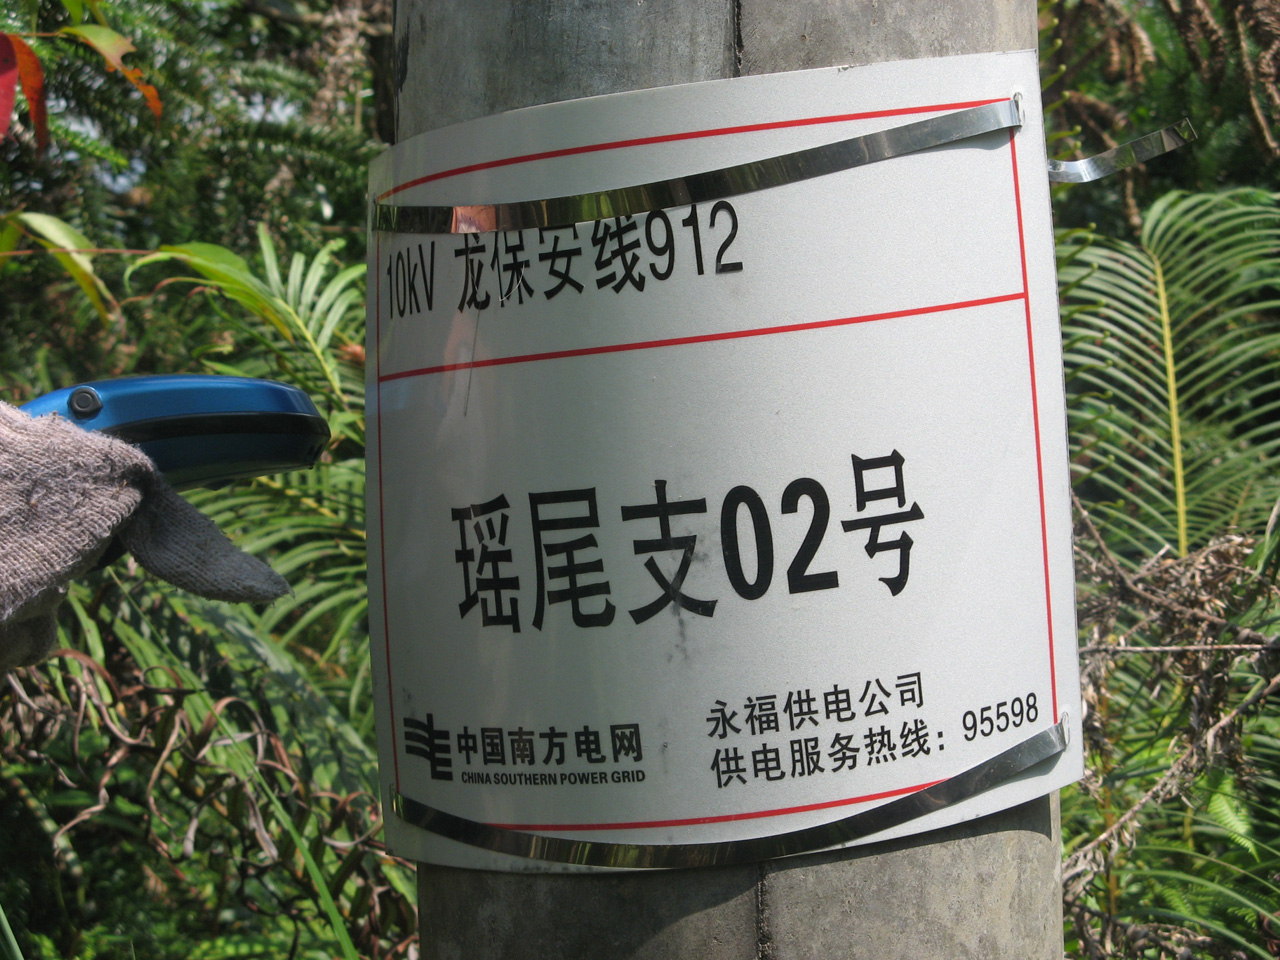 10kV 龙保安线912
瑶尾支02号
中国南方电网
CHINA SOUTHERN POWER GRID
永福供电公司
供电服务热线：95598